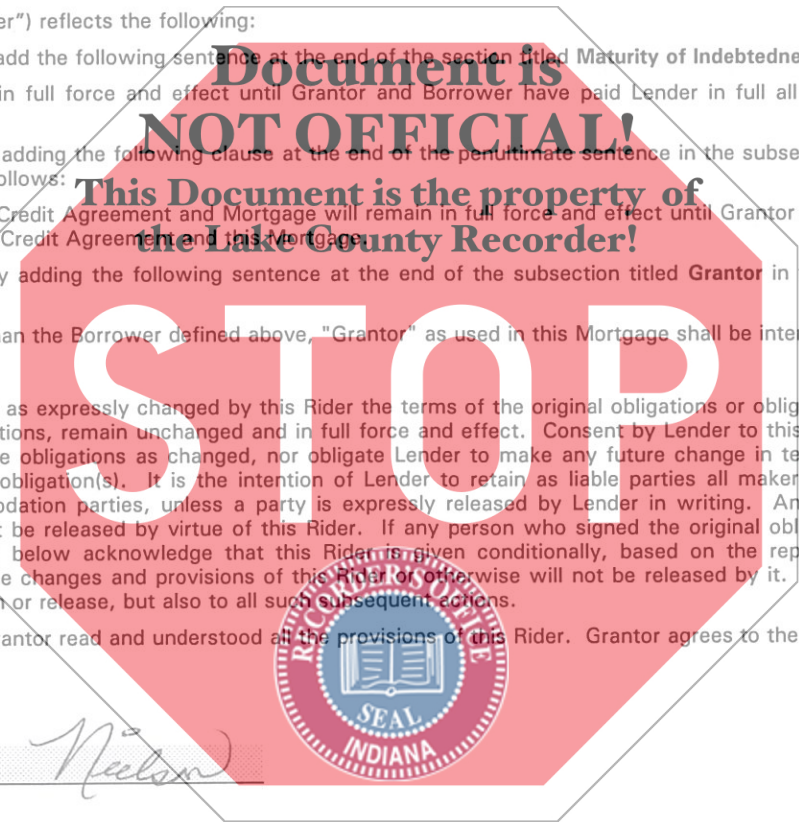 er") reflects the following:
add the following sentence at the end of the section titled Maturity of Indebtedne
Document is
in full force and effect until Grantor and Borrower have paid Lender in full all
NOT OFFICIAL!
adding the following clause at the end of the penultimate sentence in the subse
ollows:
This Document is the property of
Credit Agreement and Mortgage will remain in full force and effect until Grantor
Credit Agreement and this Mortgage.
the Lake County Recorder!
y adding the following sentence at the end of the subsection titled Grantor in
an the Borrower defined above, "Grantor" as used in this Mortgage shall be inter
STOP
as expressly changed by this Rider the terms of the original obligations or oblig
tions, remain unchanged and in full force and effect. Consent by Lender to this
e obligations as changed, nor obligate Lender to make any future change in te
obligation(s). It is the intention of Lender to retain as liable parties all maker
dation parties, unless a party is expressly released by Lender in writing. An
t be released by virtue of this Rider. If any person who signed the original obl
below acknowledge that this Rider is given conditionally, based on the rep
e changes and provisions of this Rider or otherwise will not be released by it.
n or release, but also to all such subsequent actions.
RECORDER'S OFFICE
rantor read and understood all the provisions of this Rider. Grantor agrees to the
SEAL
INDIANA
Nielsen